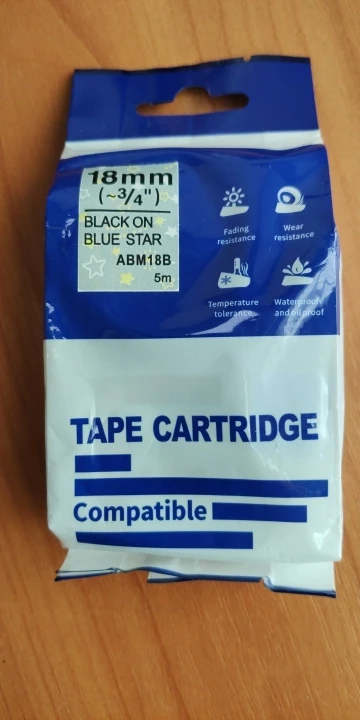 18mm
(~3/4")
BLACK ON
BLUE STAR
ABM18B
5m
Fading
resistance
Wear
resistance
Temperature
tolerance
Waterproof
and oil proof
TAPE CARTRIDGE
Compatible